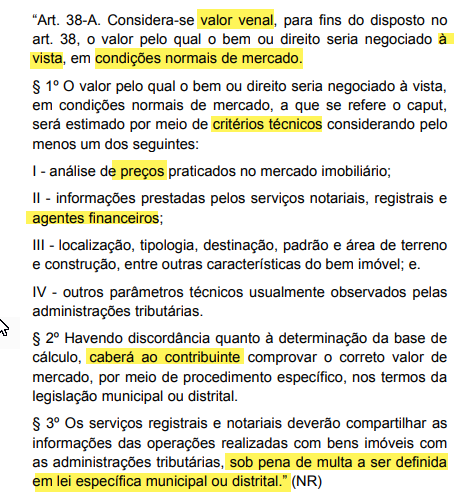 “Art. 38-A. Considera-se valor venal, para fins do disposto no
art. 38, o valor pelo qual o bem ou direito seria negociado à
vista, em condições normais de mercado.
§ 1º O valor pelo qual o bem ou direito seria negociado à vista,
em condições normais de mercado, a que se refere o caput,
será estimado por meio de critérios técnicos considerando pelo
menos um dos seguintes:
I - análise de preços praticados no mercado imobiliário;
II - informações prestadas pelos serviços notariais, registrais e
agentes financeiros;
III - localização, tipologia, destinação, padrão e área de terreno
e construção, entre outras características do bem imóvel; e.
IV - outros parâmetros técnicos usualmente observados pelas
administrações tributárias.
§ 2º Havendo discordância quanto à determinação da base de
cálculo, caberá ao contribuinte comprovar o correto valor de
mercado, por meio de procedimento específico, nos termos da
legislação municipal ou distrital.
§ 3º Os serviços registrais e notariais deverão compartilhar as
informações das operações realizadas com bens imóveis com
as administrações tributárias, sob pena de multa a ser definida
em lei específica municipal ou distrital.” (NR)